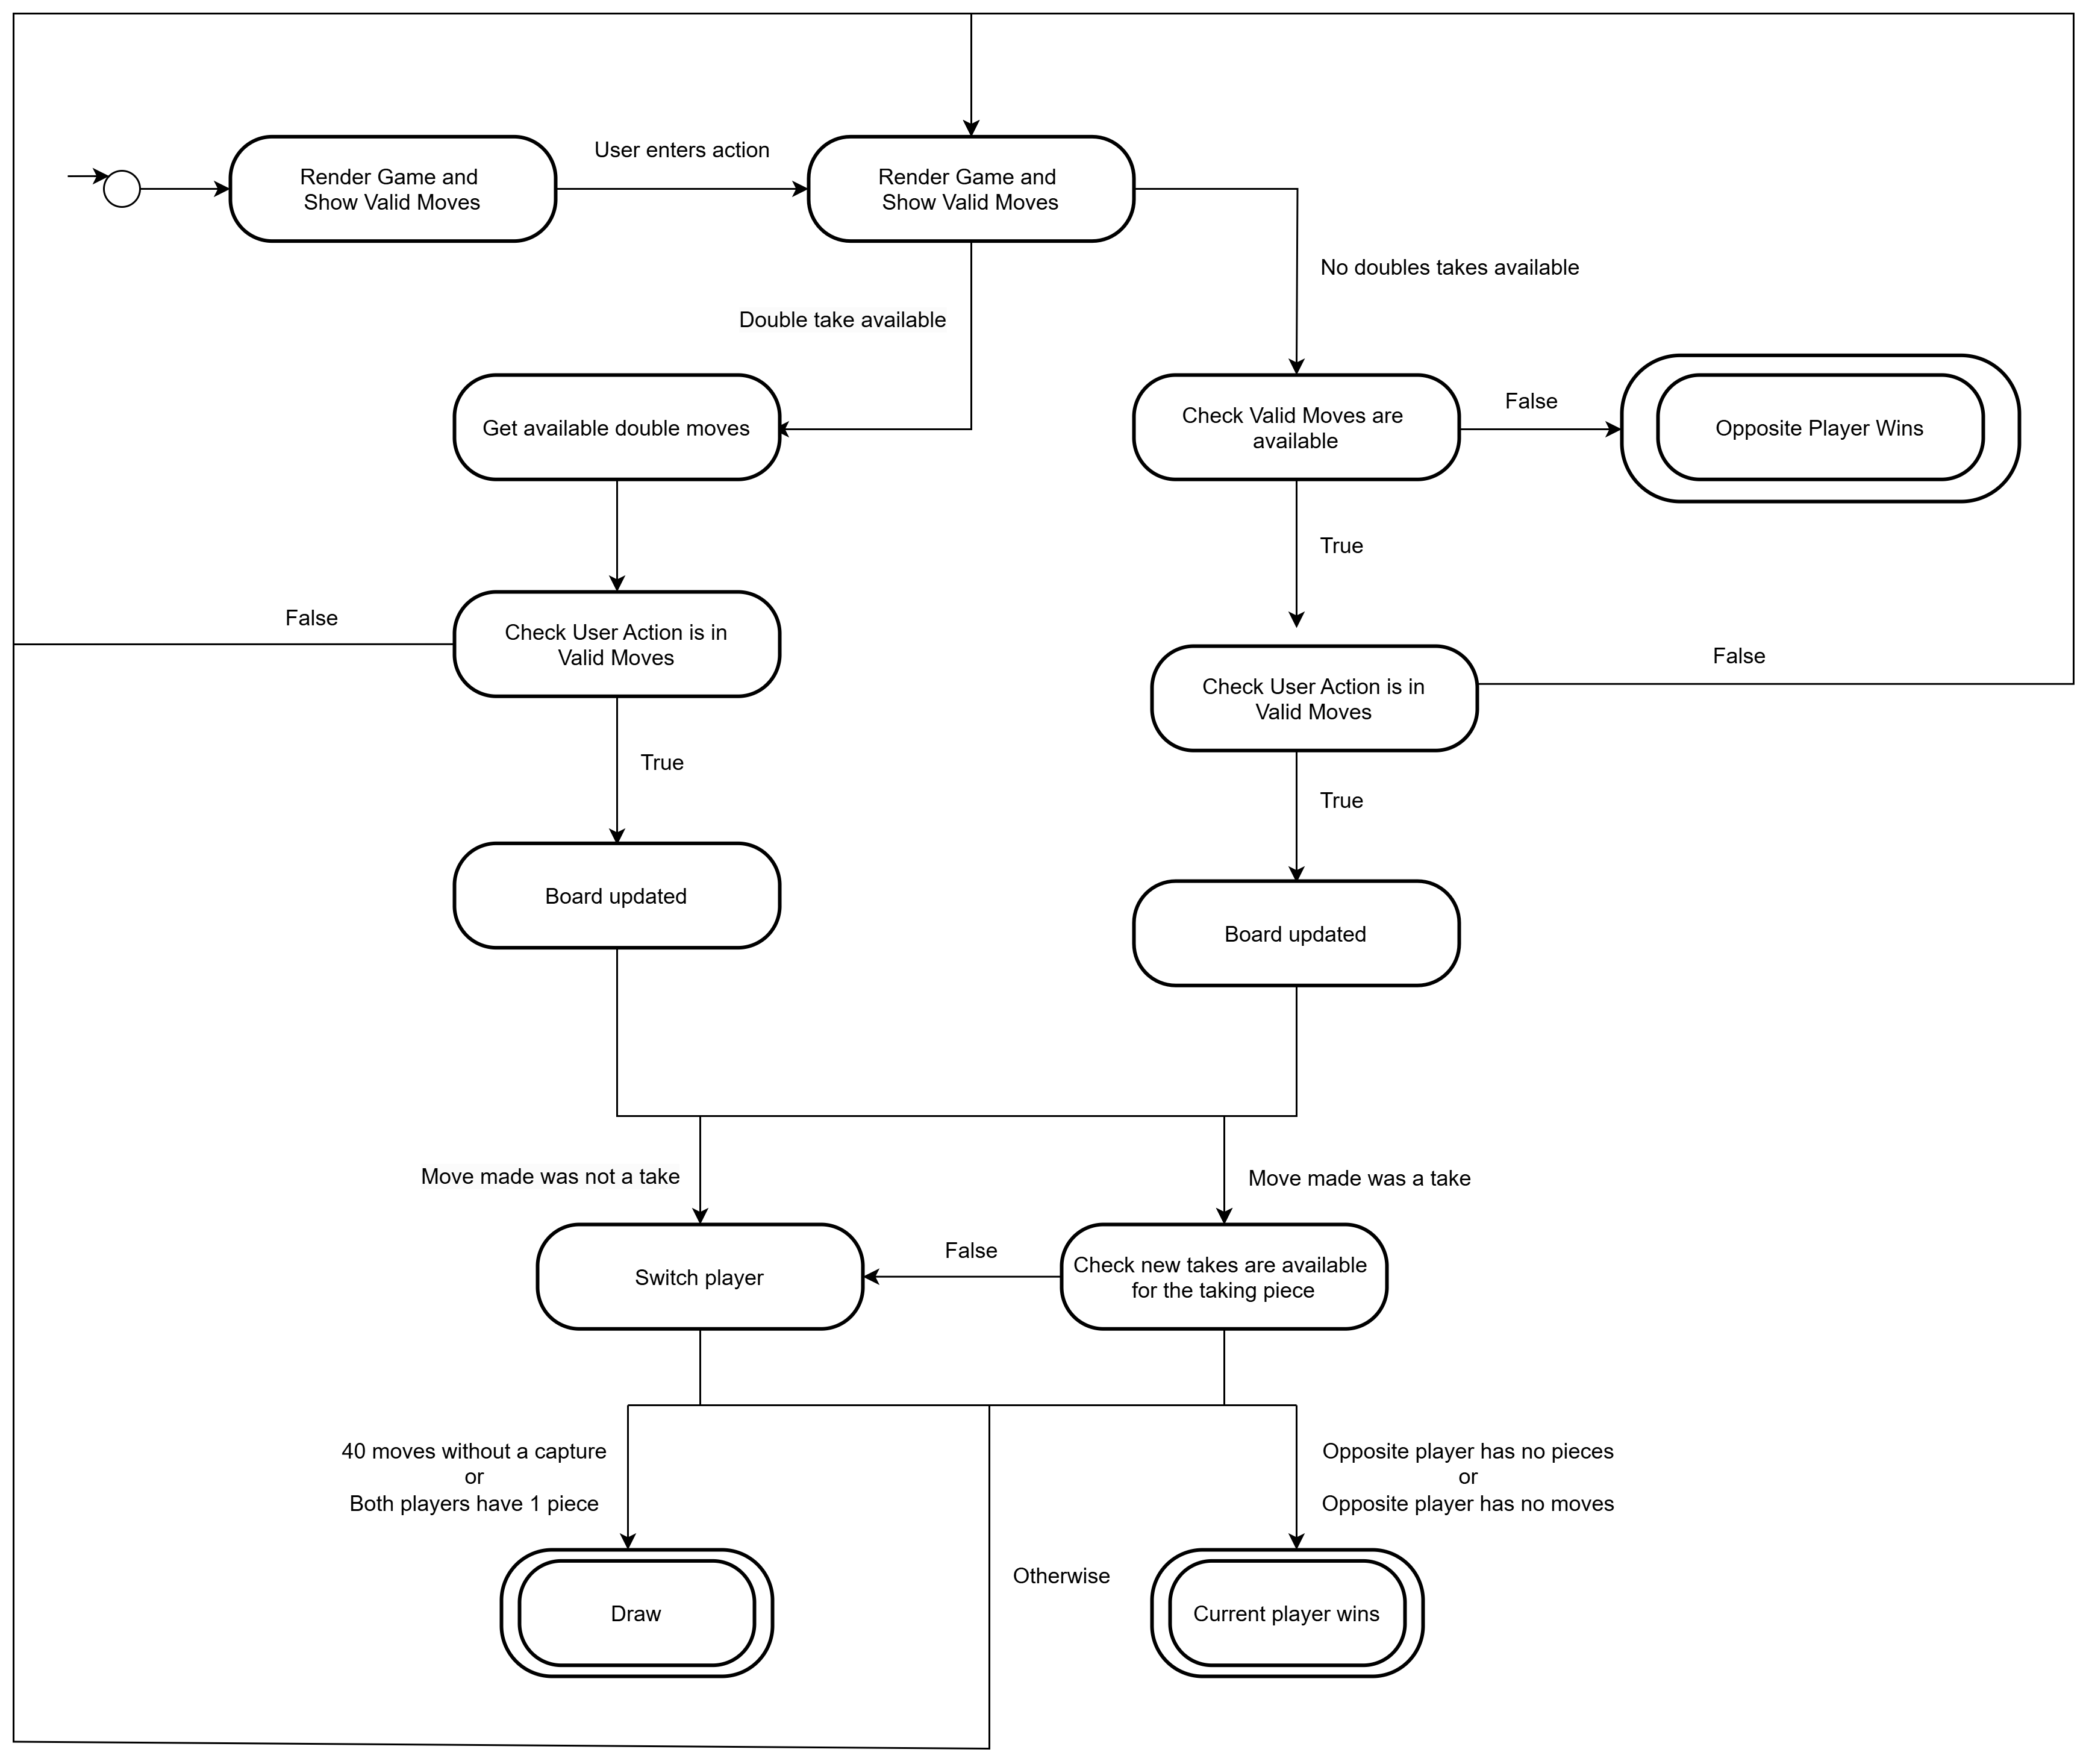 User enters action
Render Game and
Show Valid Moves
Render Game and
Show Valid Moves
No doubles takes available
Double take available
Get available double moves
Check Valid Moves are
available
False
Opposite Player Wins
True
False
Check User Action is in
Valid Moves
Check User Action is in
Valid Moves
False
True
True
Board updated
Board updated
Move made was not a take
Move made was a take
Switch player
False
Check new takes are available
for the taking piece
40 moves without a capture
or
Both players have 1 piece
Opposite player has no pieces
or
Opposite player has no moves
Otherwise
Draw
Current player wins